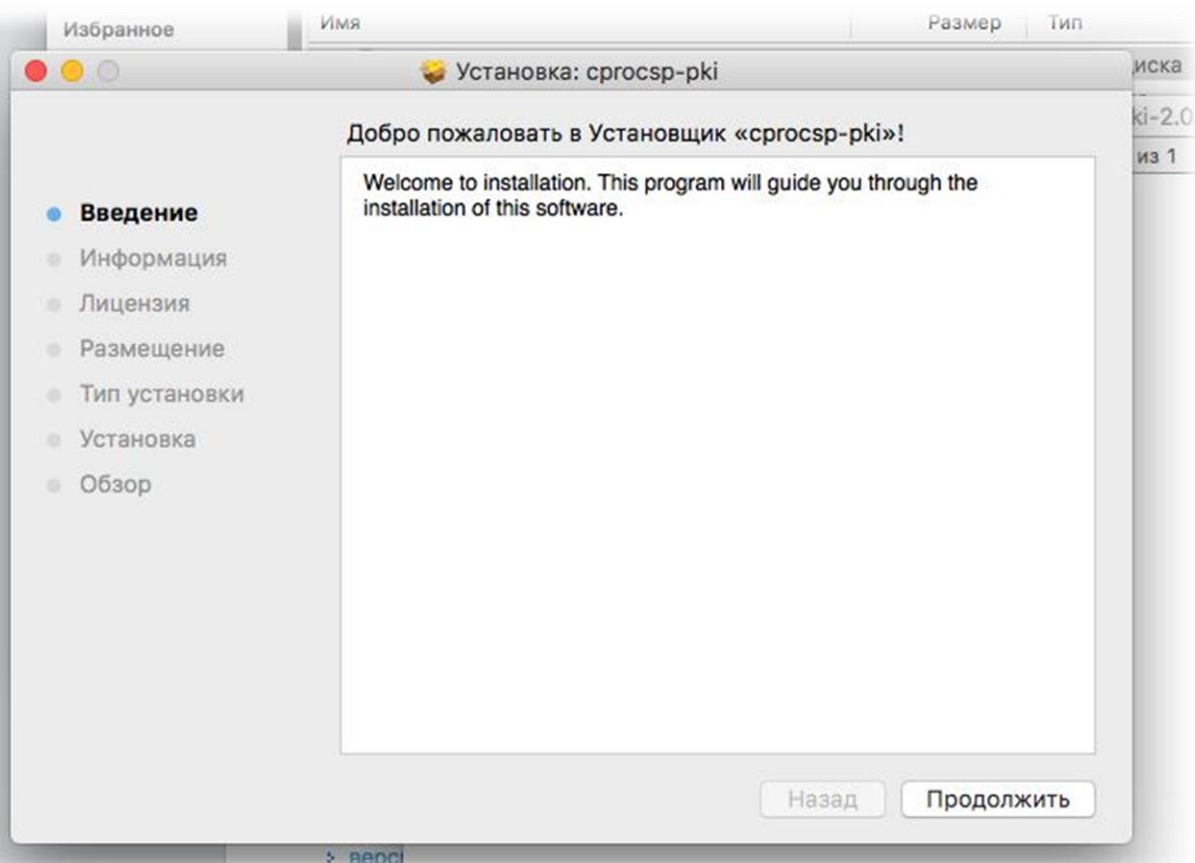 Избранное
Имя Размер Тип
Установка: cprocsp-pki
иска
Добро пожаловать в Установщик «cprocsp-pki»!
ki-2.0
из 1
Welcome to installation. This program will guide you through the
installation of this software.
Введение
Информация
Лицензия
Размещение
Тип установки
Установка
Обзор
Назад Продолжить
верс